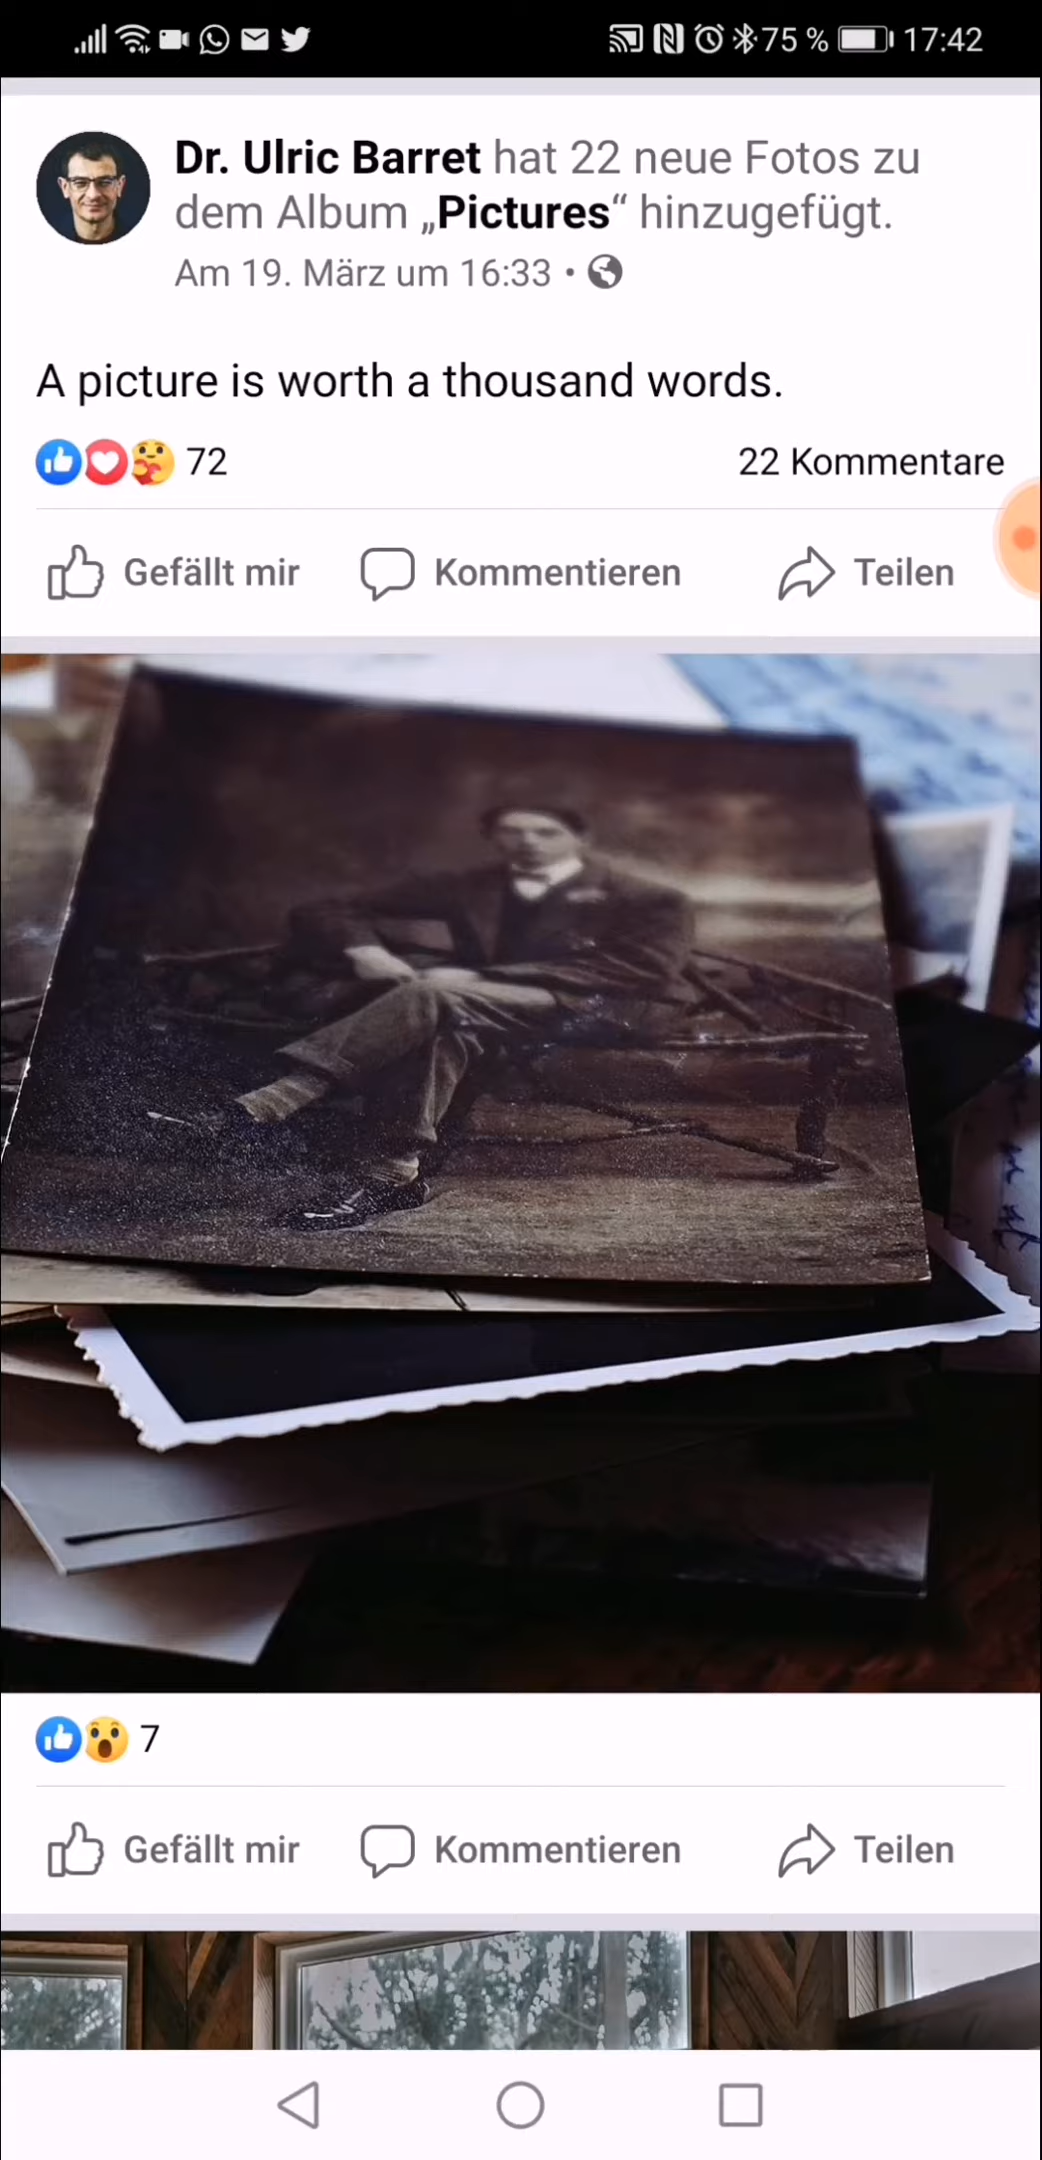 75 % 17:42
Dr. Ulric Barret hat 22 neue Fotos zu
dem Album „Pictures“ hinzugefügt.
Am 19. März um 16:33 •
A picture is worth a thousand words.
72 22 Kommentare
Gefällt mir Kommentieren Teilen
7
Gefällt mir Kommentieren Teilen